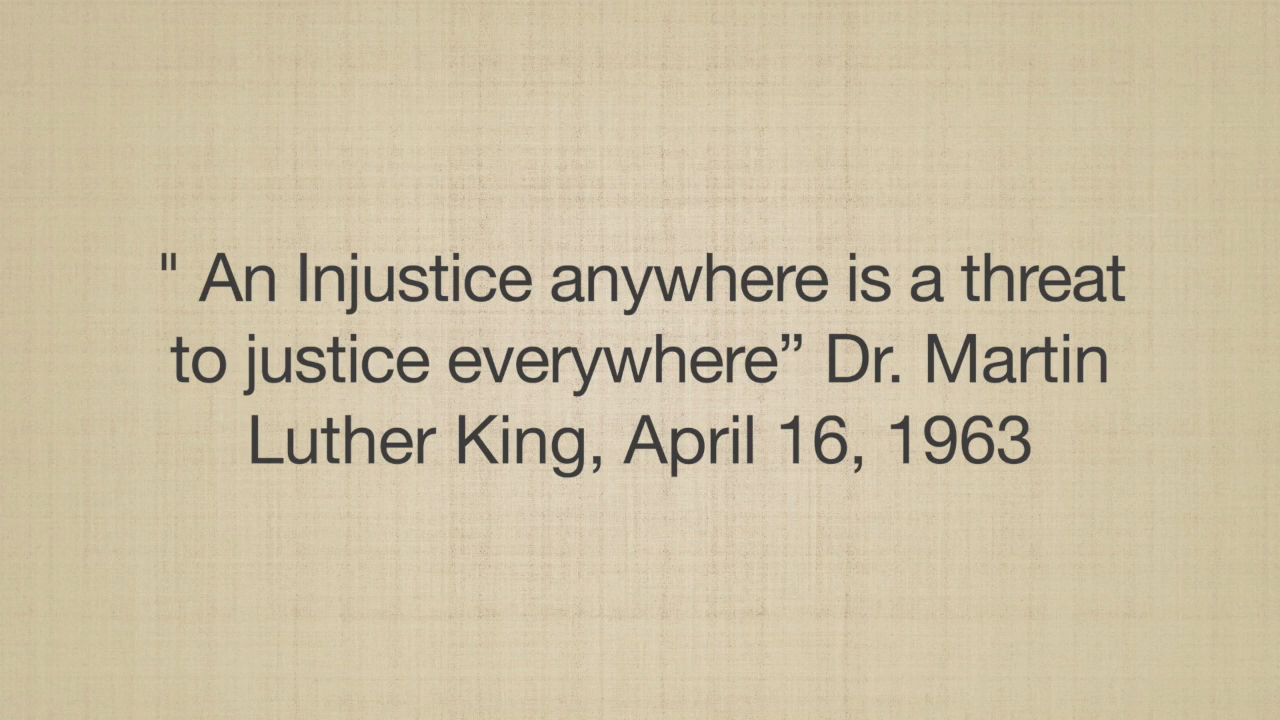 " An Injustice anywhere is a threat
to justice everywhere” Dr. Martin
Luther King, April 16, 1963